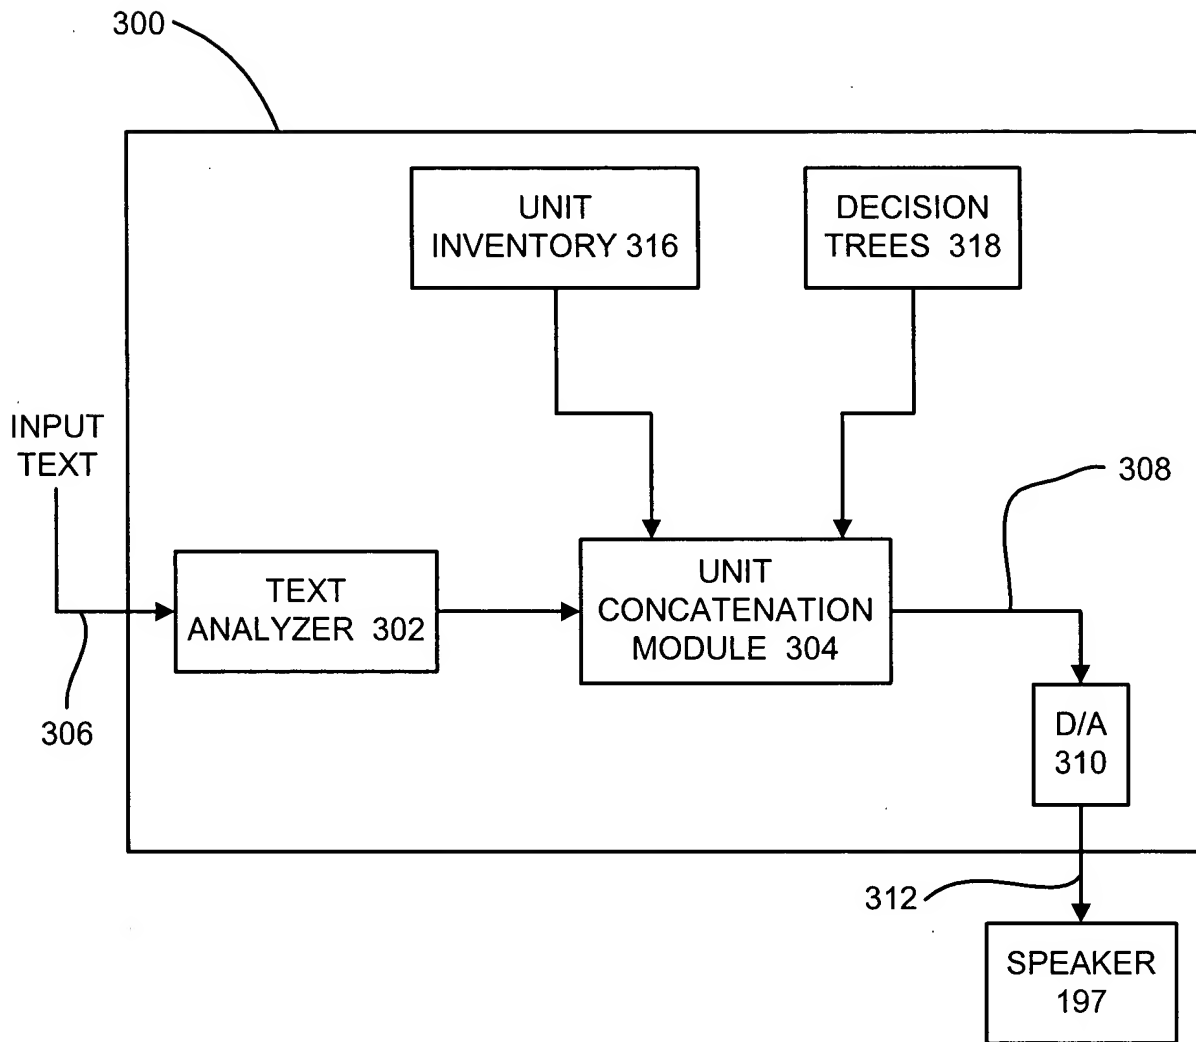 300
UNIT
INVENTORY 316
DECISION
TREES 318
INPUT
TEXT
308
TEXT
ANALYZER 302
UNIT
CONCATENATION
MODULE 304
306
D/A
310
312
SPEAKER
197